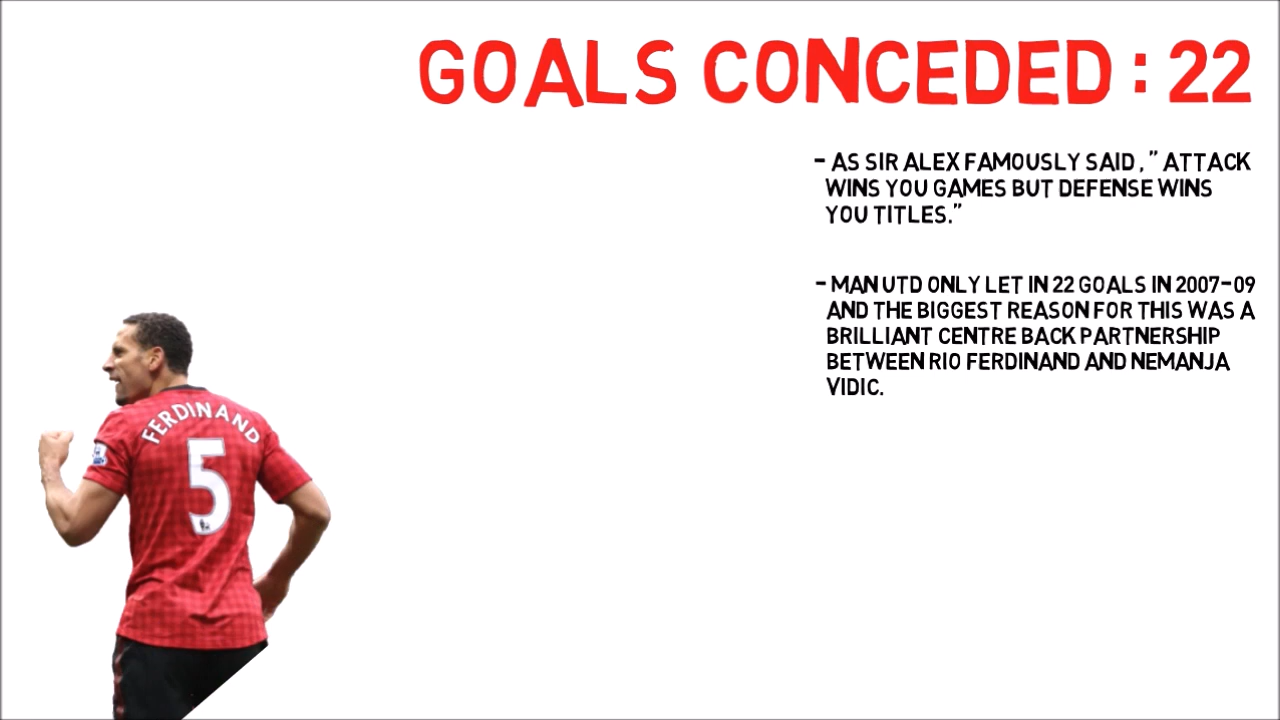 GOALS CONCEDED : 22
- AS SIR ALEX FAMOUSLY SAID , " ATTACK
WINS YOU GAMES BUT DEFENSE WINS
YOU TITLES."
- MAN UTD ONLY LET IN 22 GOALS IN 2007-09
AND THE BIGGEST REASON FOR THIS WAS A
BRILLIANT CENTRE BACK PARTNERSHIP
BETWEEN RIO FERDINAND AND NEMANJA
VIDIC.
FERDINAND
5